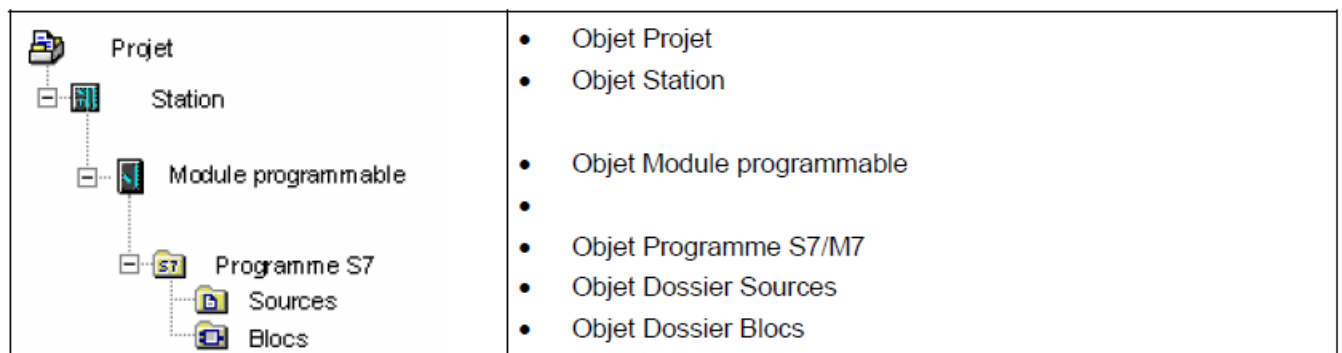 Projet
Station
Module programmable
S7 Programme S7
Sources
Blocs
• Objet Projet
• Objet Station
• Objet Module programmable
•
• Objet Programme S7/M7
• Objet Dossier Sources
• Objet Dossier Blocs